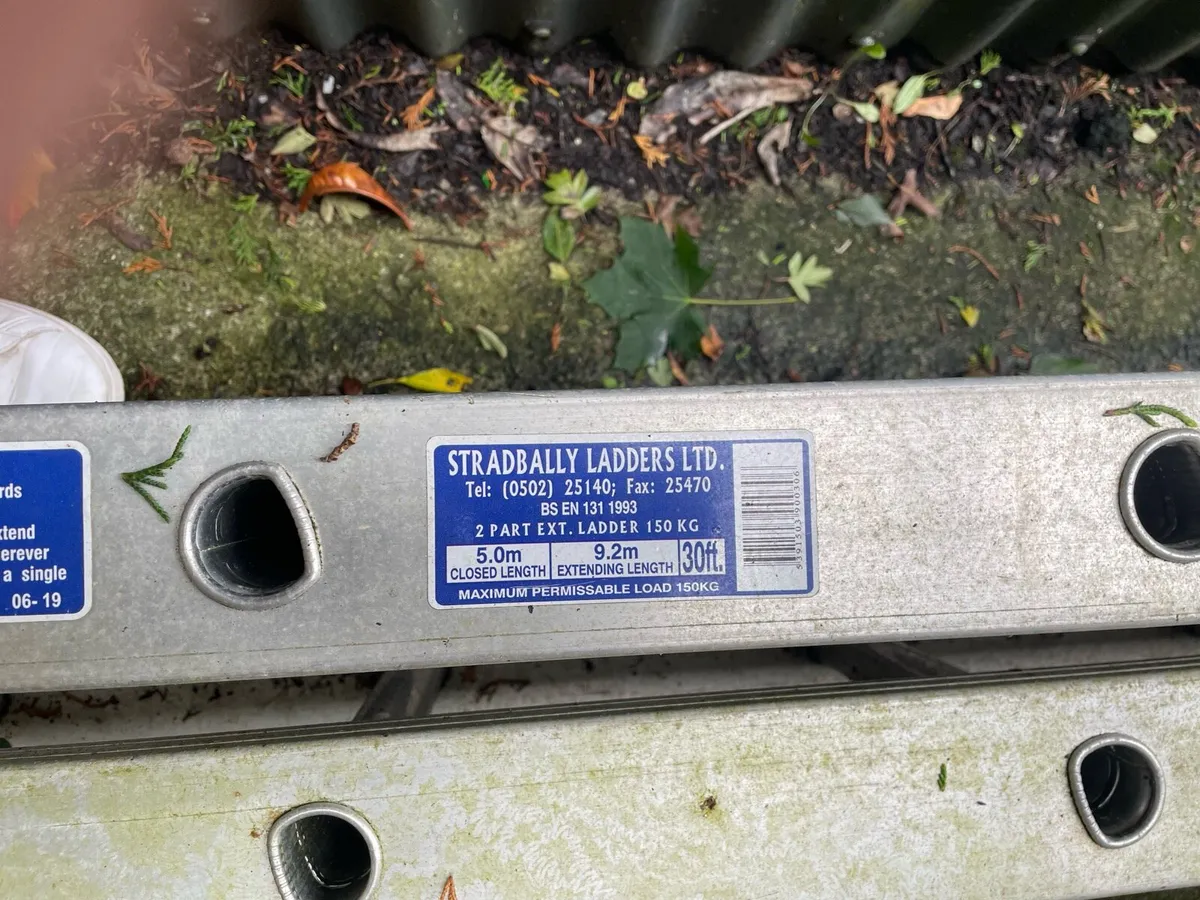 rds
xtend
erever
a single
06-19
STRADBALLY LADDERS LTD.
Tel: (0502) 25140; Fax: 25470
BS EN 131 1993
2 PART EXT. LADDER 150 KG
5.0m
CLOSED LENGTH
9.2m
EXTENDING LENGTH
30ft.
MAXIMUM PERMISSABLE LOAD 150KG